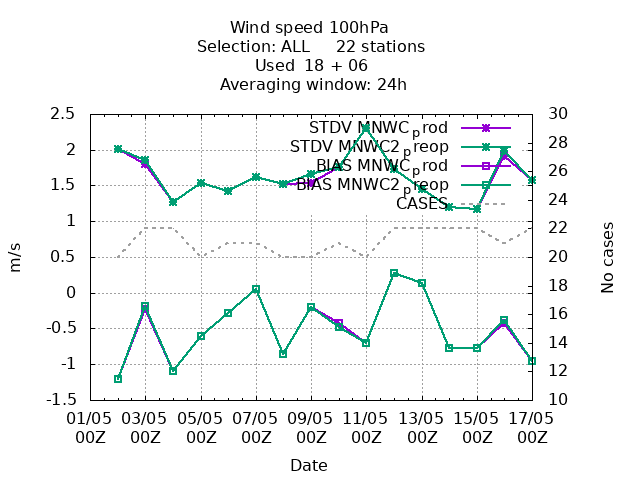 Wind speed 100hPa
Selection: ALL     22 stations
Used  18 + 06
Averaging window: 24h
STDV MNWC_prod
STDV MNWC2_preop
BIAS MNWC_prod
BIAS MNWC2_preop
CASES
2.5
2
1.5
1
0.5
0
-0.5
-1
-1.5
m/s
30
28
26
24
22
20
18
16
14
12
10
No cases
01/05 03/05 05/05 07/05 09/05 11/05 13/05 15/05 17/05
00Z 00Z 00Z 00Z 00Z 00Z 00Z 00Z 00Z
Date